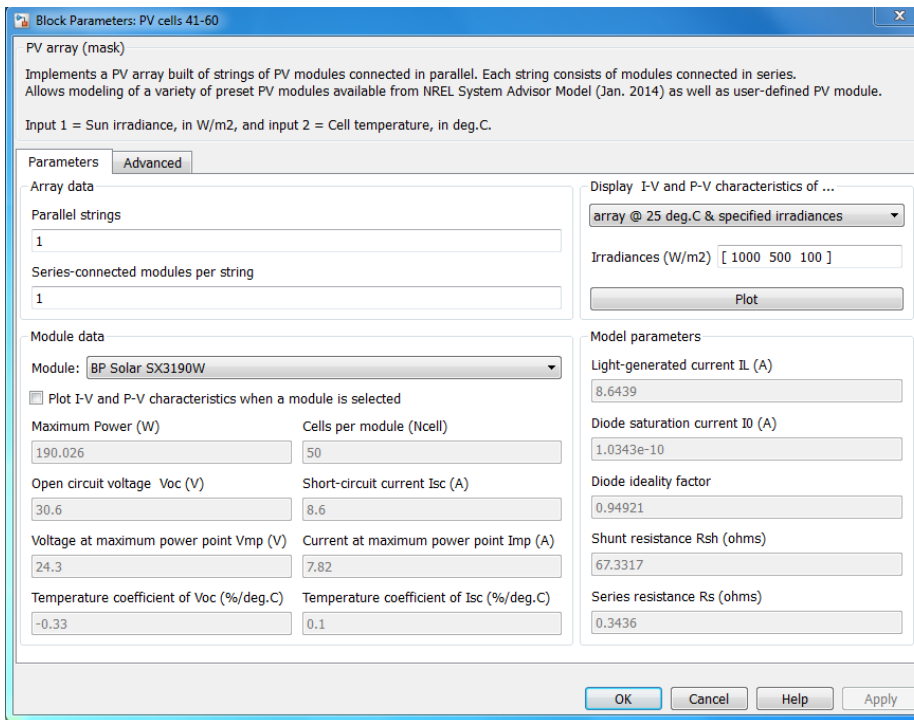 Block Parameters: PV cells 41-60
x
PV array (mask)
Implements a PV array built of strings of PV modules connected in parallel. Each string consists of modules connected in series.
Allows modeling of a variety of preset PV modules available from NREL System Advisor Model (Jan. 2014) as well as user-defined PV module.
Input 1 = Sun irradiance, in W/m2, and input 2 = Cell temperature, in deg.C.
Parameters
Advanced
Array data
Parallel strings
1
Series-connected modules per string
1
Display I-V and P-V characteristics of ...
array @ 25 deg.C & specified irradiances
Irradiances (W/m2) [ 1000 500 100 ]
Plot
Module data
Module: BP Solar SX3190W
Plot I-V and P-V characteristics when a module is selected
Maximum Power (W)
190.026
Cells per module (Ncell)
50
Open circuit voltage Voc (V)
30.6
Short-circuit current Isc (A)
8.6
Voltage at maximum power point Vmp (V)
24.3
Current at maximum power point Imp (A)
7.82
Temperature coefficient of Voc (%/deg.C)
-0.33
Temperature coefficient of Isc (%/deg.C)
0.1
Model parameters
Light-generated current IL (A)
8.6439
Diode saturation current I0 (A)
1.0343e-10
Diode ideality factor
0.94921
Shunt resistance Rsh (ohms)
67.3317
Series resistance Rs (ohms)
0.3436
OK
Cancel
Help
Apply